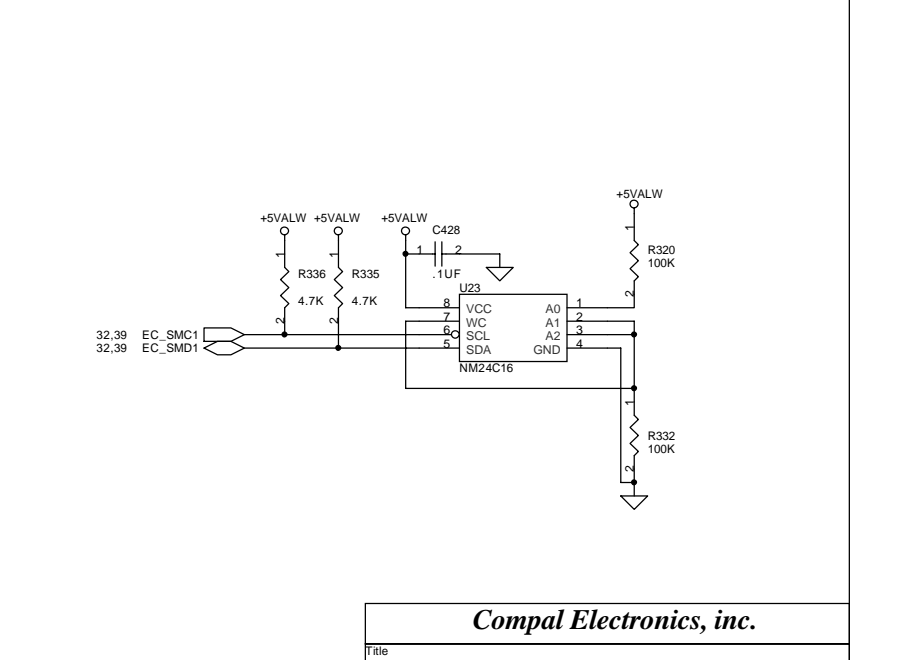 +5VALW
+5VALW +5VALW +5VALW
C428
1 2
.1UF
1
R320
100K
2
1 1
R336 R335
4.7K 4.7K
2 2
U23
8 VCC A0 1
7 WC A1 2
6 SCL A2 3
5 SDA GND 4
NM24C16
32,39 EC_SMC1
32,39 EC_SMD1
1
R332
100K
2
Compal Electronics, inc.
Title